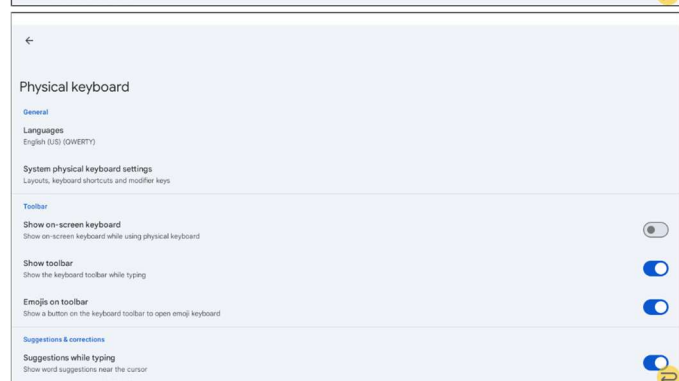 Physical keyboard
General
Languages
English (US) (QWERTY)
System physical keyboard settings
Layouts, keyboard shortcuts and modifier keys
Toolbar
Show on-screen keyboard
Show on-screen keyboard while using physical keyboard
Show toolbar
Show the keyboard toolbar while typing
Emojis on toolbar
Show a button on the keyboard toolbar to open emoji keyboard
Suggestions & corrections
Suggestions while typing
Show word suggestions near the cursor